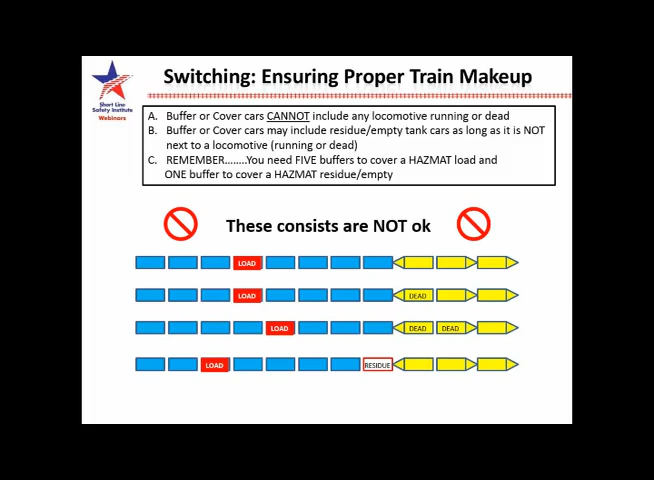 Short Line
Safety Institute
Webinars
Switching: Ensuring Proper Train Makeup
A. Buffer or Cover cars CANNOT include any locomotive running or dead
B. Buffer or Cover cars may include residue/empty tank cars as long as it is NOT
next to a locomotive (running or dead)
C. REMEMBER........You need FIVE buffers to cover a HAZMAT load and
ONE buffer to cover a HAZMAT residue/empty
These consists are NOT ok
LOAD
LOAD DEAD
LOAD DEAD DEAD
LOAD RESIDUE